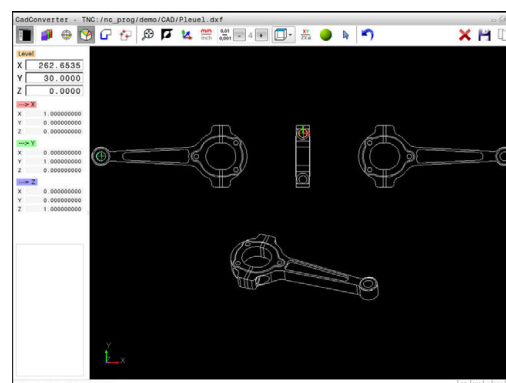 CadConverter - TNC:/nc_prog/demo/CAD/Pleuel.dxf
mm
inch
0,01
0,001
4
XY
Level
X 262.6535
Y 30.0000
Z 0.0000
---> X
X 1.000000000
Y 0.000000000
Z 0.000000000
---> Y
X 0.000000000
Y 1.000000000
Z 0.000000000
---> Z
X 0.000000000
Y 0.000000000
Z 1.000000000
Y
X